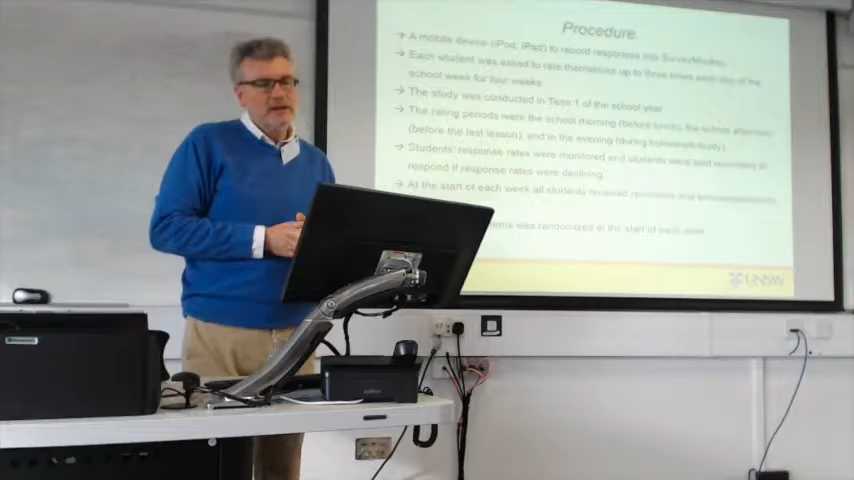 Procedure
→ A mobile device (iPod, iPad) to record responses into SurveyMonkey
→ Each student was asked to rate themselves up to three times each day of the
school week for four weeks
→ The study was conducted in Term 1 of the school year
→ The rating periods were the school morning (before lunch), the school afternoon
(before the last lesson), and in the evening (during homework/study)
→ Students' response rates were monitored and students were sent reminders to
respond if response rates were declining
→ At the start of each week all students received reminders and encouragement to
was randomized at the start of each week
UNSW